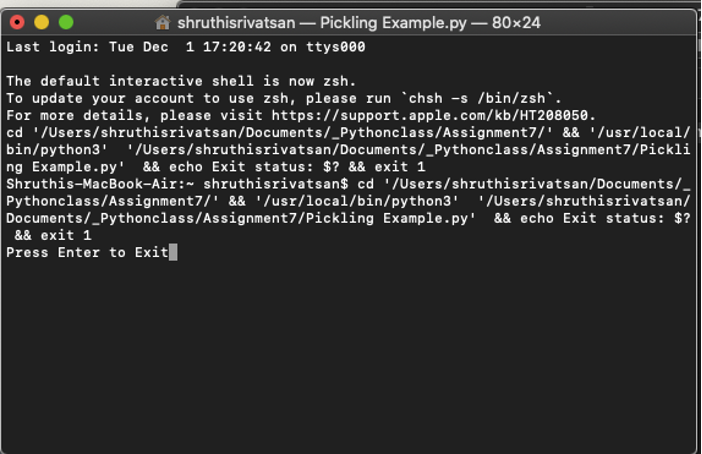 shruthisrivatsan — Pickling Example.py — 80×24
Last login: Tue Dec  1 17:20:42 on ttys000
The default interactive shell is now zsh.
To update your account to use zsh, please run `chsh -s /bin/zsh`.
For more details, please visit https://support.apple.com/kb/HT208050.
cd '/Users/shruthisrivatsan/Documents/_Pythonclass/Assignment7/' && '/usr/local/
bin/python3'  '/Users/shruthisrivatsan/Documents/_Pythonclass/Assignment7/Pickli
ng Example.py'  && echo Exit status: $? && exit 1
Shruthis-MacBook-Air:~ shruthisrivatsan$ cd '/Users/shruthisrivatsan/Documents/_
Pythonclass/Assignment7/' && '/usr/local/bin/python3'  '/Users/shruthisrivatsan/
Documents/_Pythonclass/Assignment7/Pickling Example.py'  && echo Exit status: $?
 && exit 1
Press Enter to Exit